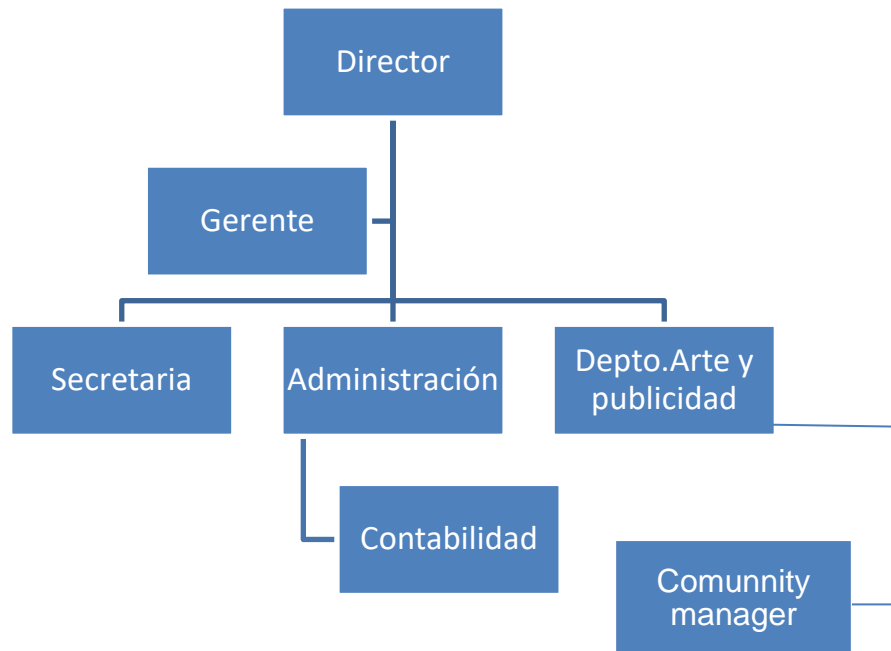 Director
Gerente
Secretaria
Administración
Depto.Arte y
publicidad
Contabilidad
Comunnity
manager